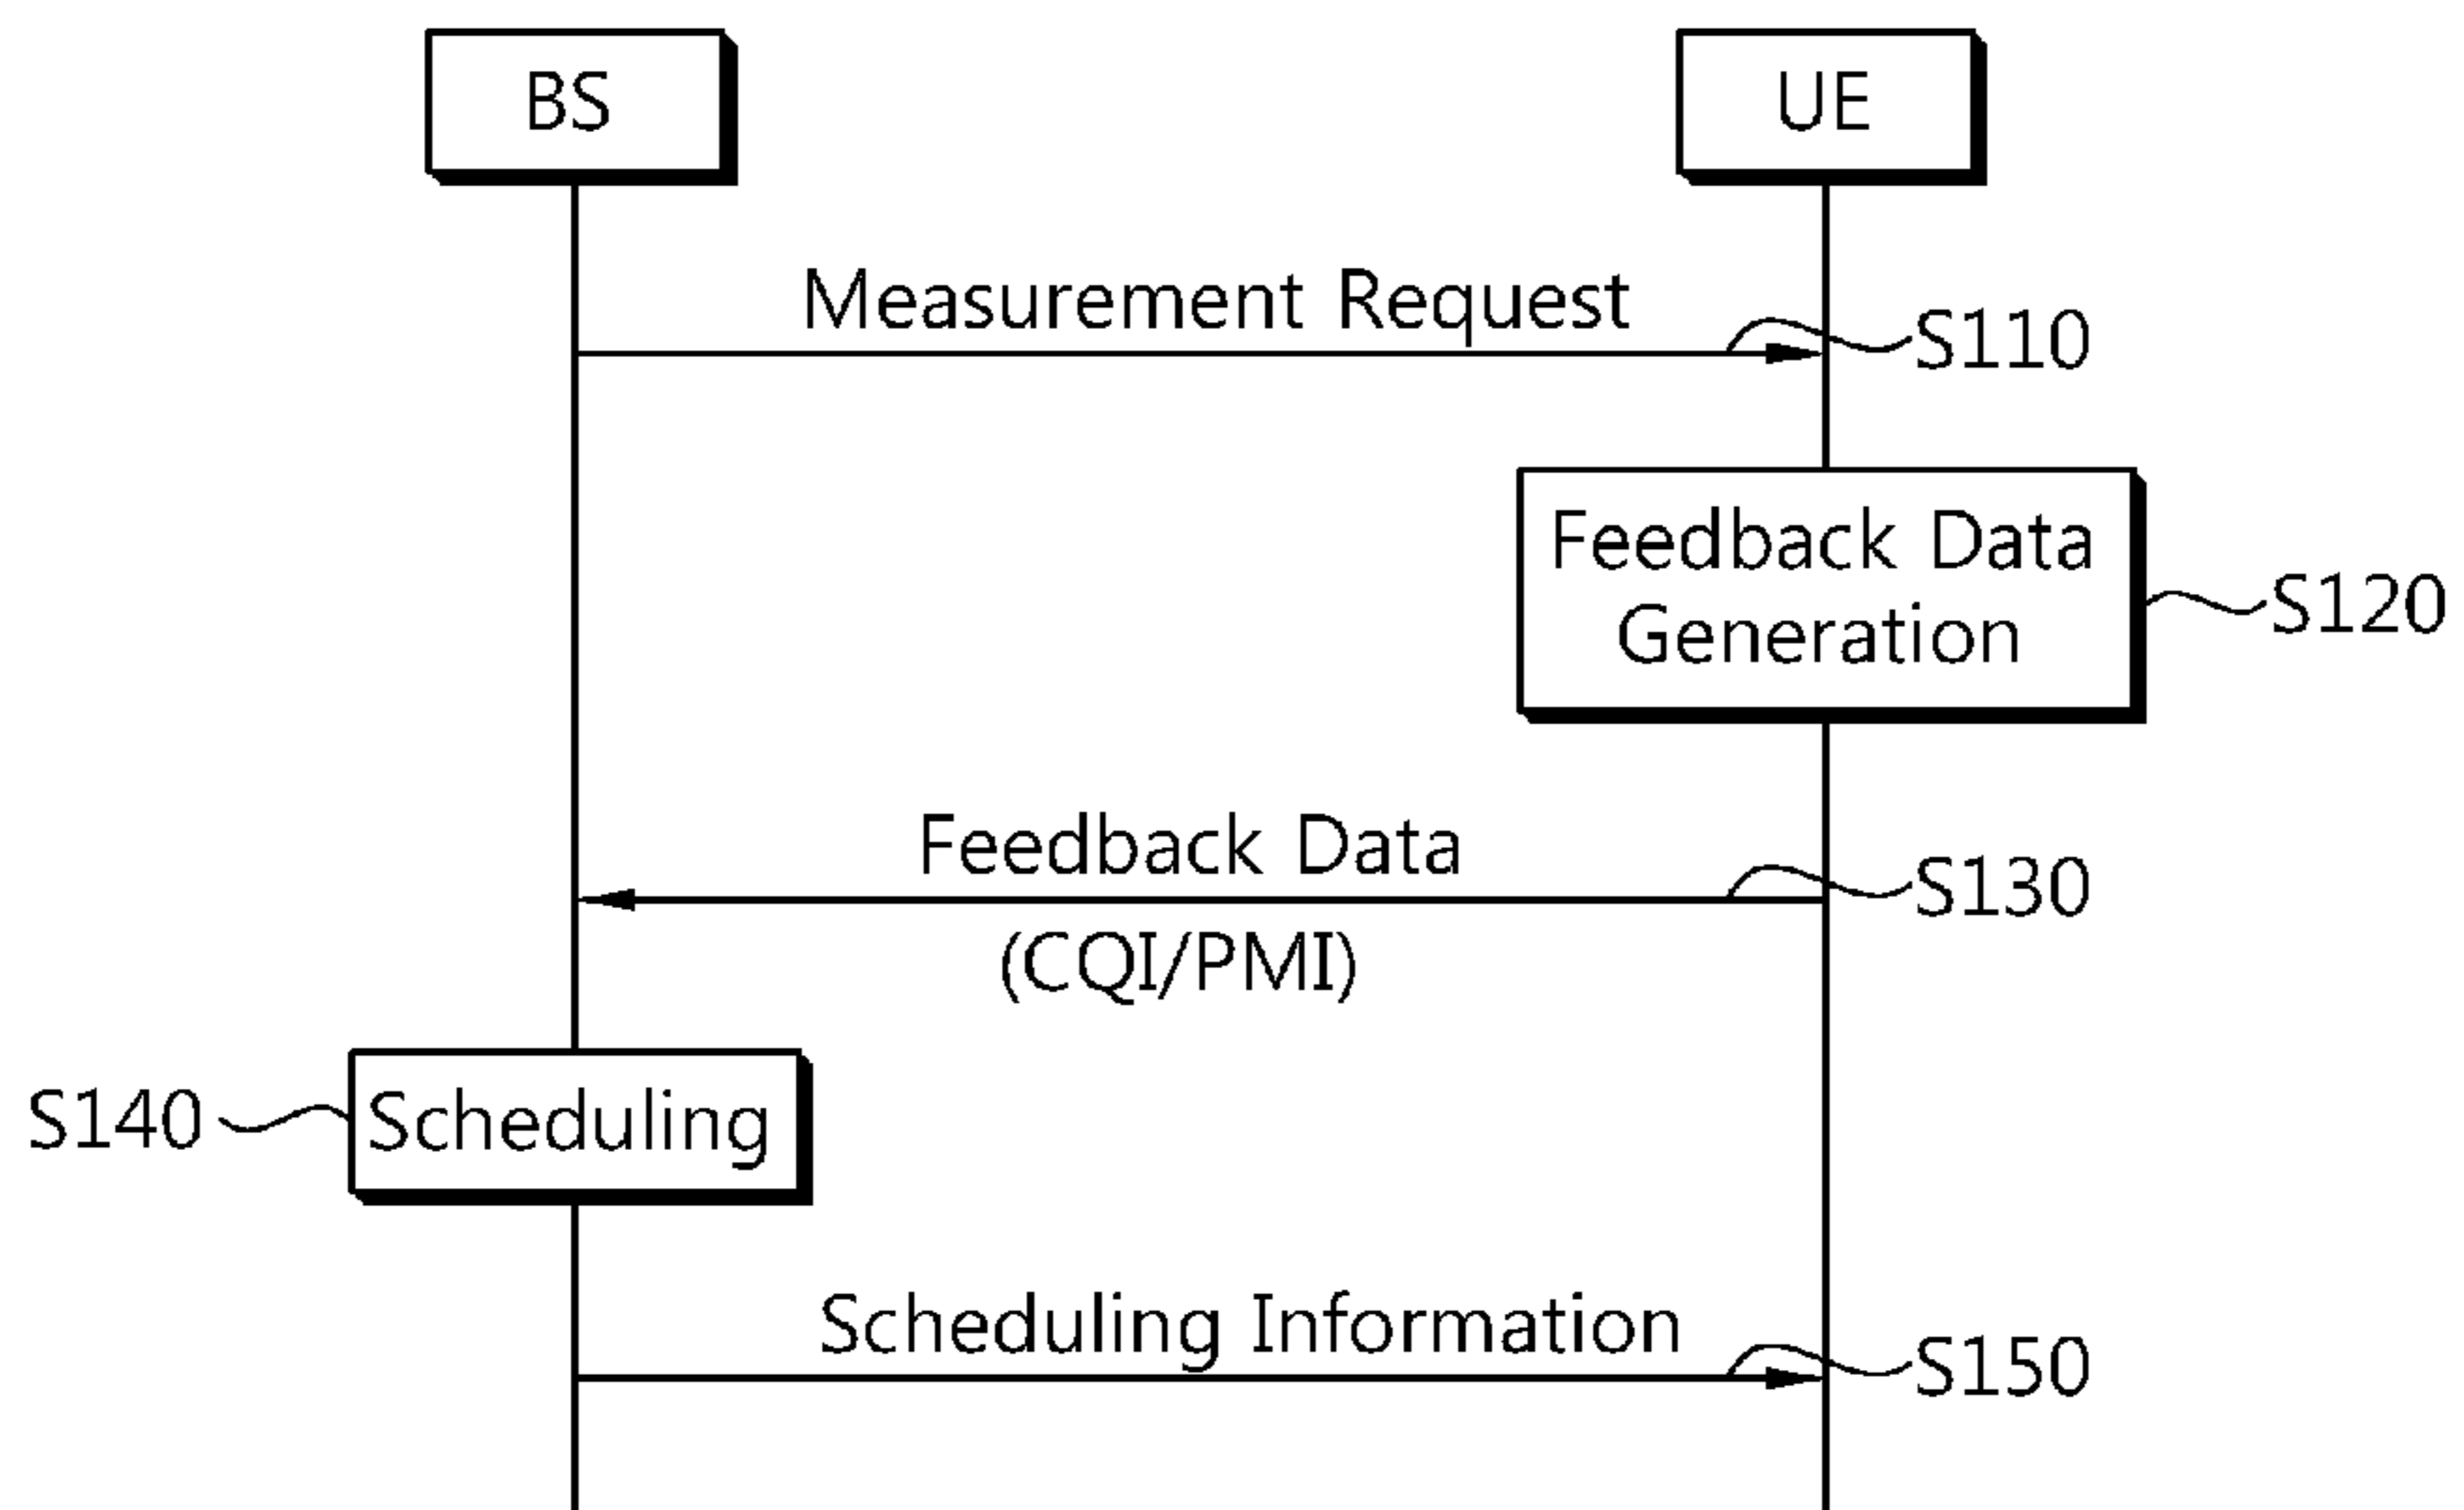 BS
UE
Measurement Request
S110
Feedback Data
Generation
S120
Feedback Data
S130
(CQI/PMI)
S140
Scheduling
Scheduling Information
S150